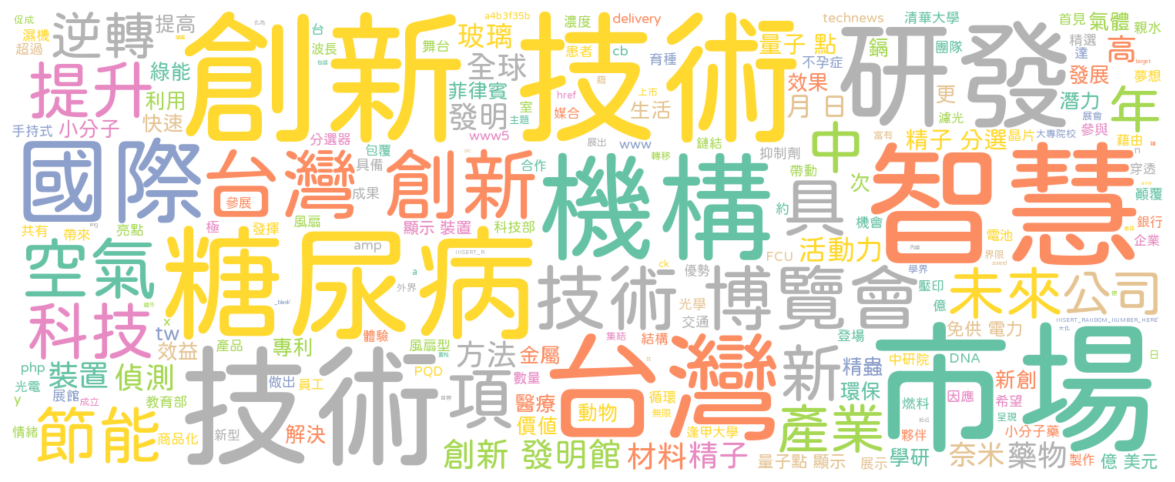 促成
逆轉
提高
創新 技術
a4b3f35b
delivery
technews
清華大學
首見
氣體
親水
濕機
超過
台
波長
舞台
玻璃
濃度
患者
cb
育種
量子 點
不孕症
鎘
團隊
精選
達
高
夢想
研發
提升
綠能
利用
快速
手持式
小分子
全球
發明
菲律賓
室
主題
href
媒合
上市
生活
效果
月 日
更
濾光
發展
展會
潛力
年
參與
大專院校
藉由
n
富有
晶片
精子 分選
中
分選器
www5
www
展出
鏈結
轉移
合作
抑制劑
帶動
次
約
機會
國際
台灣 創新
參展
包覆
具備
成果
機構
具
智慧
穿透
顛覆
銀行
企業
共有
帶來
亮點
極
發揮
風扇
顯示 裝置
科技部
FCU
活動力
電池
界限
空氣
糖尿病
amp
a
外界
技術 博覽會
ck
優勢
光學
交通
學界
壓印
億
未來
公司
科技
tw
x
效益
產品
專利
體驗
風扇型
集結
結構
登場
免供 電力
php
光電
y
裝置
偵測
展館
成立
教育部
做出
員工
技術
PQD
方法
項
金屬
數量
醫療
價值
台灣
動物
循環
無限
新
精蟲
環保
中研院
DNA
燃料
因應
新創
希望
呈現
夥伴
小分子藥
市場
日
情緒
節能
商品化
新型
解決
創新 發明館
逢甲大學
材料
精子
產業
量子點 顯示
展示
學研
奈米
藥物
製作
億 美元